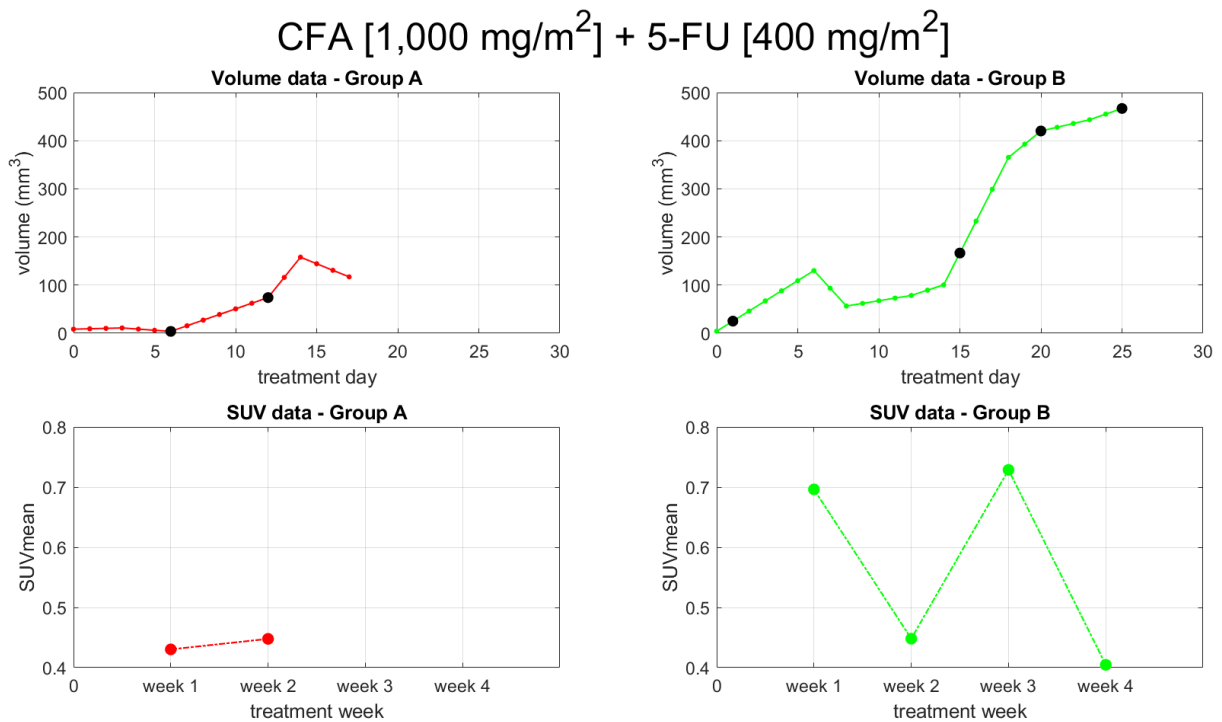 CFA [1,000 mg/m²] + 5-FU [400 mg/m²]
Volume data - Group A
500
400
300
200
100
0
volume (mm³)
0 5 10 15 20 25 30
treatment day
Volume data - Group B
500
400
300
200
100
0
volume (mm³)
0 5 10 15 20 25 30
treatment day
SUV data - Group A
0.8
0.7
0.6
0.5
0.4
SUVmean
0 week 1 week 2 week 3 week 4
treatment week
SUV data - Group B
0.8
0.7
0.6
0.5
0.4
SUVmean
0 week 1 week 2 week 3 week 4
treatment week